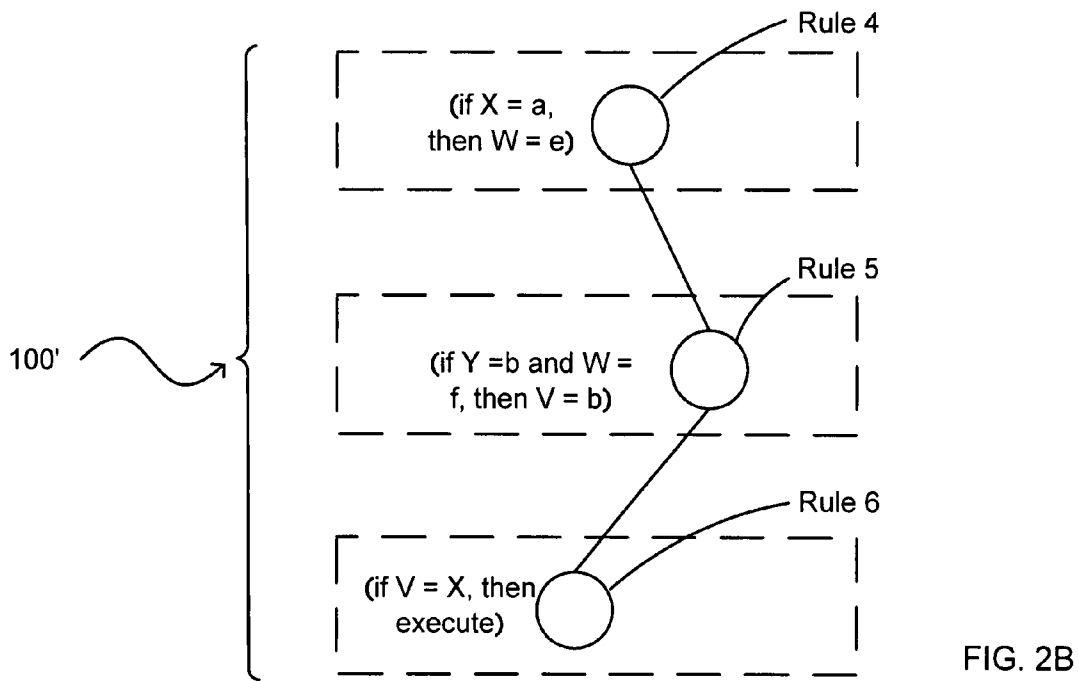 Rule 4
(if X = a,
then W = e)
Rule 5
100'
(if Y =b and W =
f, then V = b)
Rule 6
(if V = X, then
execute)
FIG. 2B